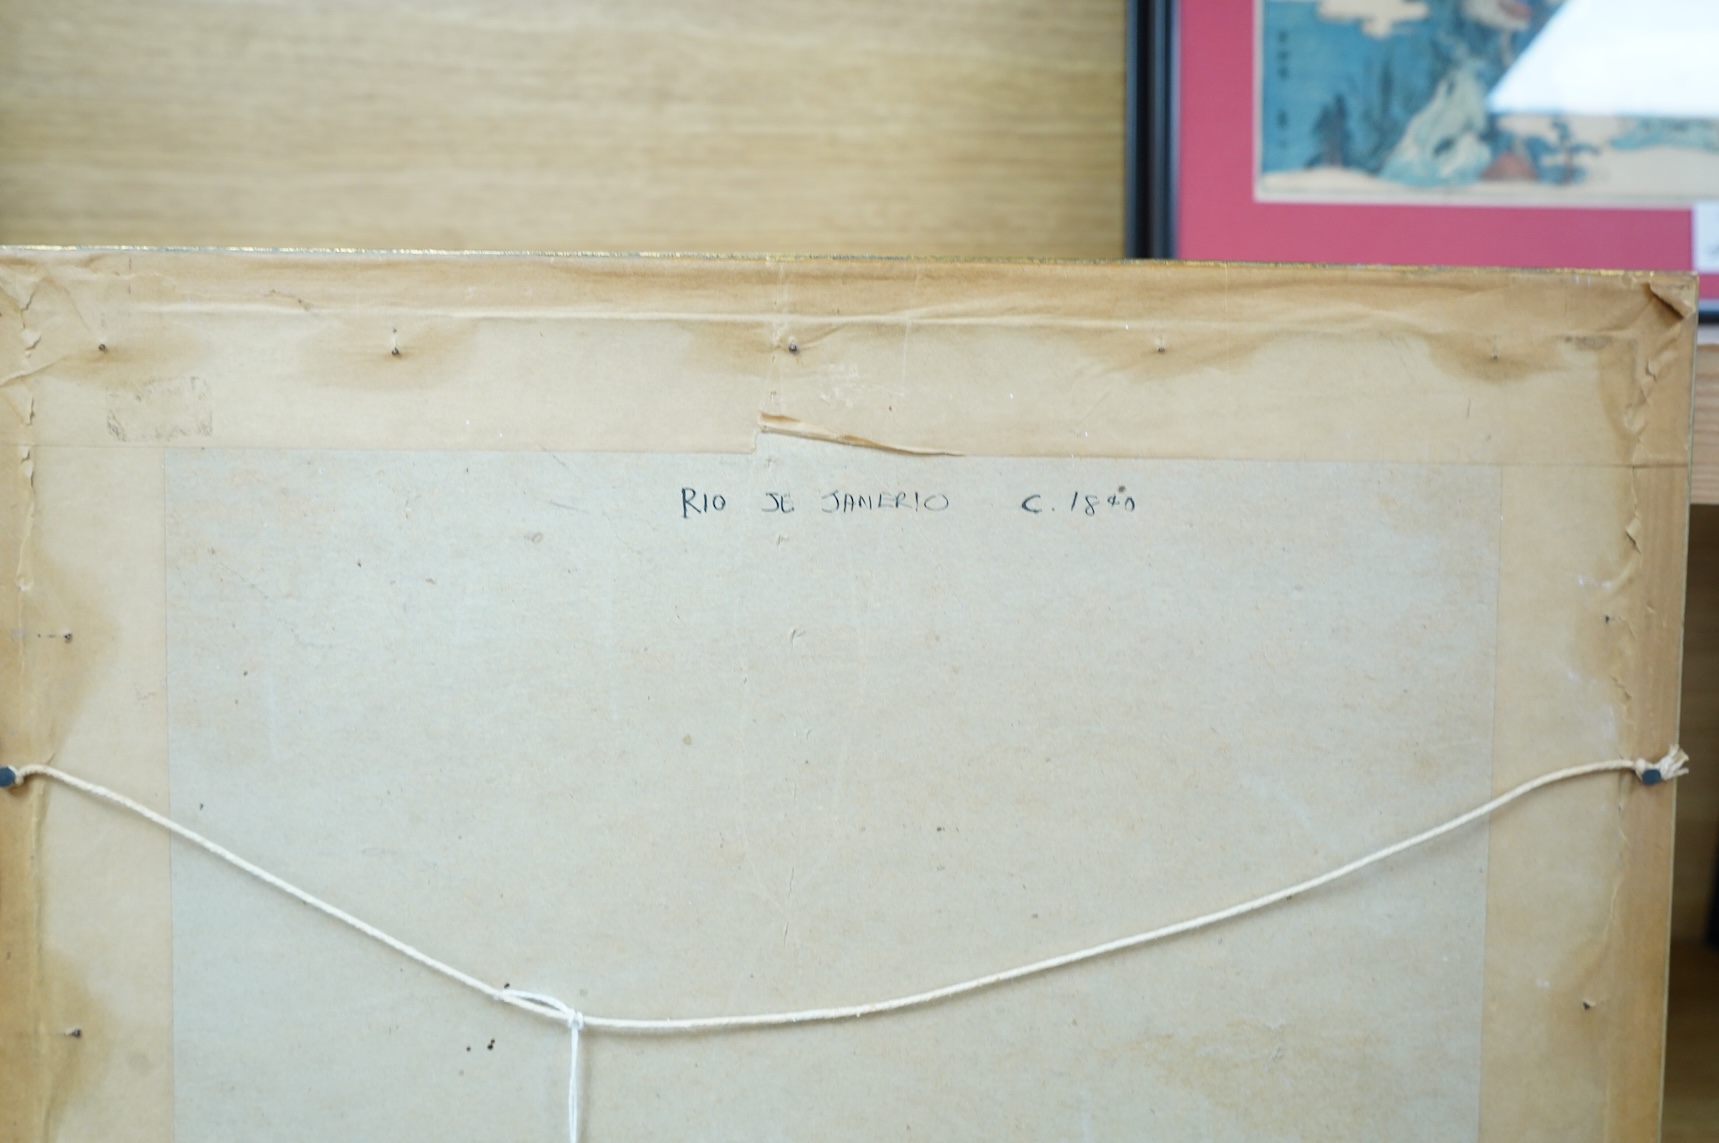 RIO JE JANERIO C. 1840